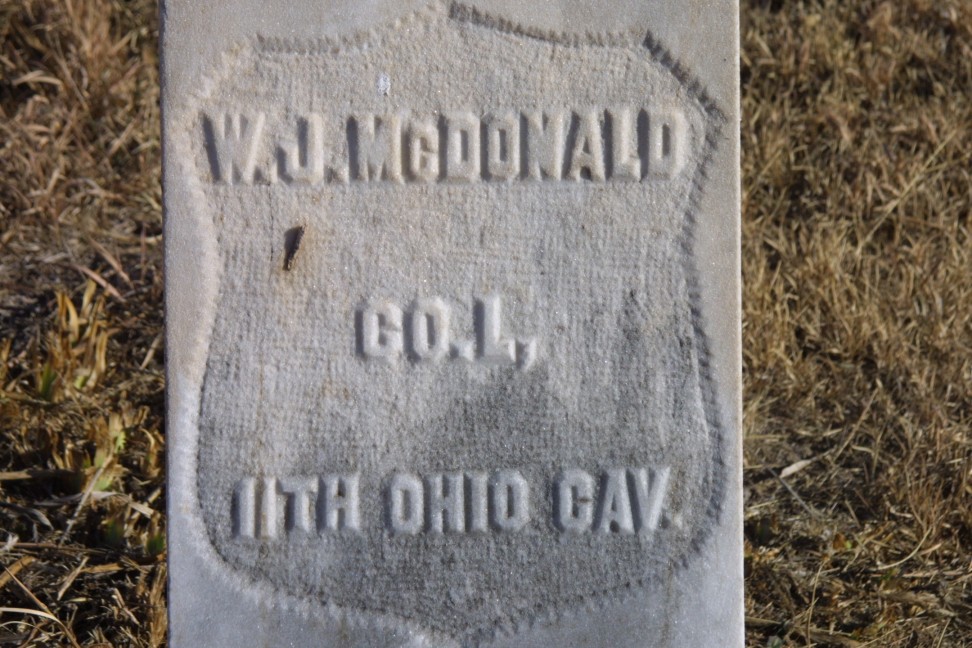 W.J. McDONALD
CO. L,
11TH OHIO CAV.